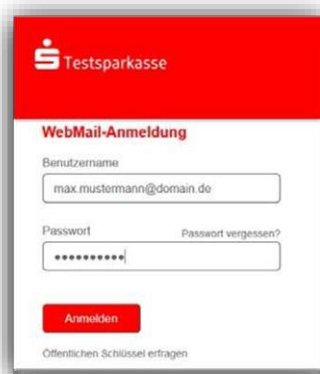 Testsparkasse
WebMail-Anmeldung
Benutzername
max.mustermann@domain.de
Passwort Passwort vergessen?
••••••••••
Anmelden
Öffentlichen Schlüssel erfragen